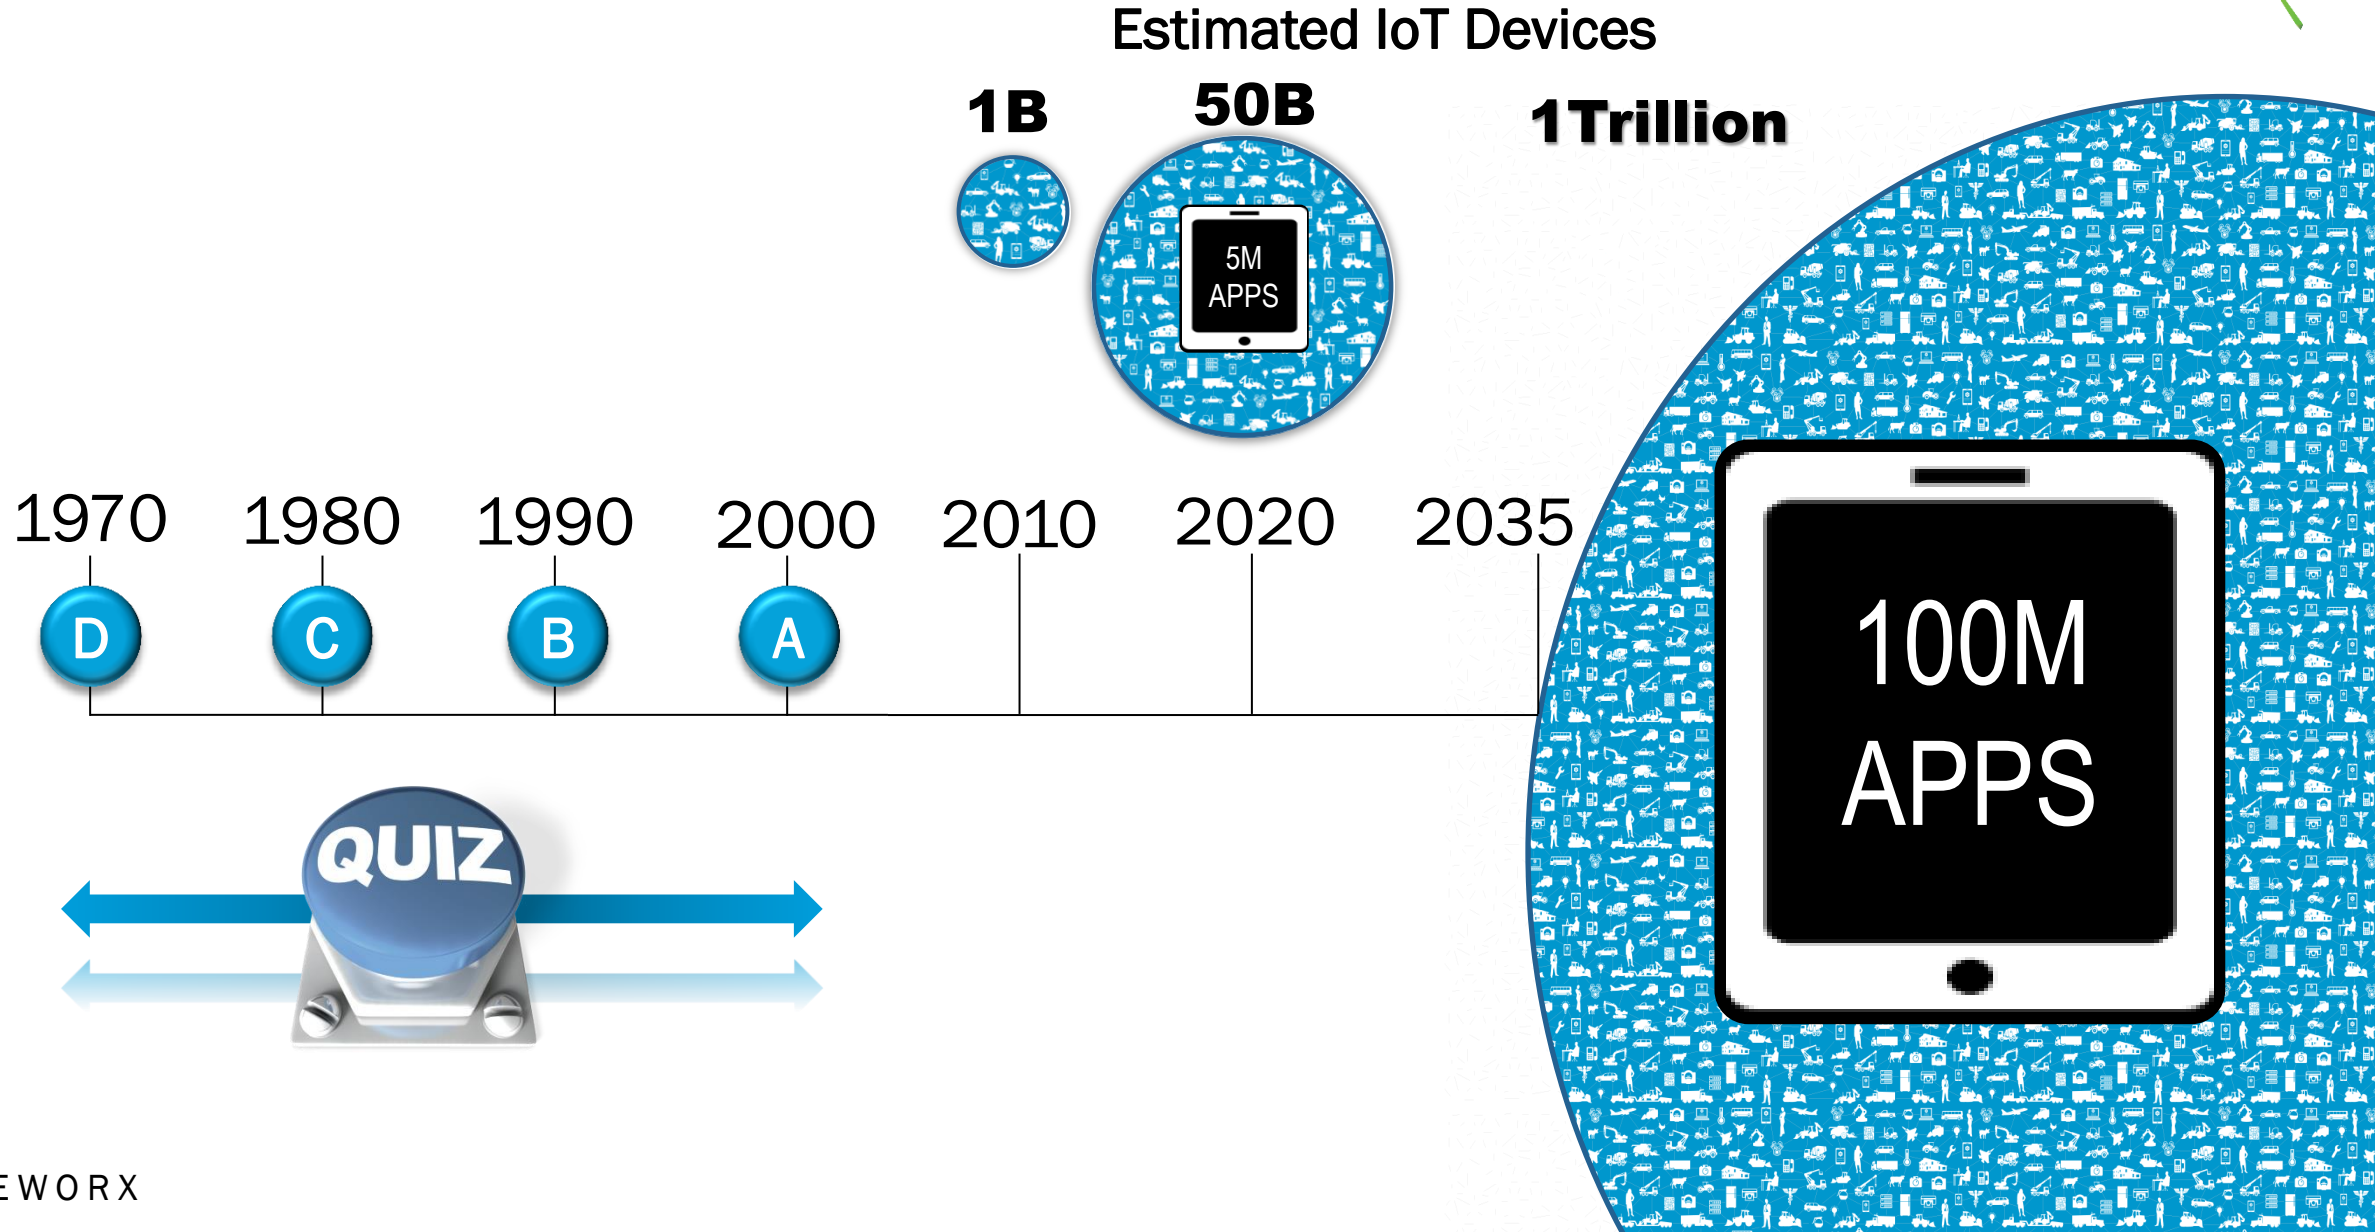 Estimated IoT Devices
1B
50B
1Trillion
5M
APPS
1970
1980
1990
2000
2010
2020
2035
D
C
B
A
100M
APPS
QUIZ
EWORX